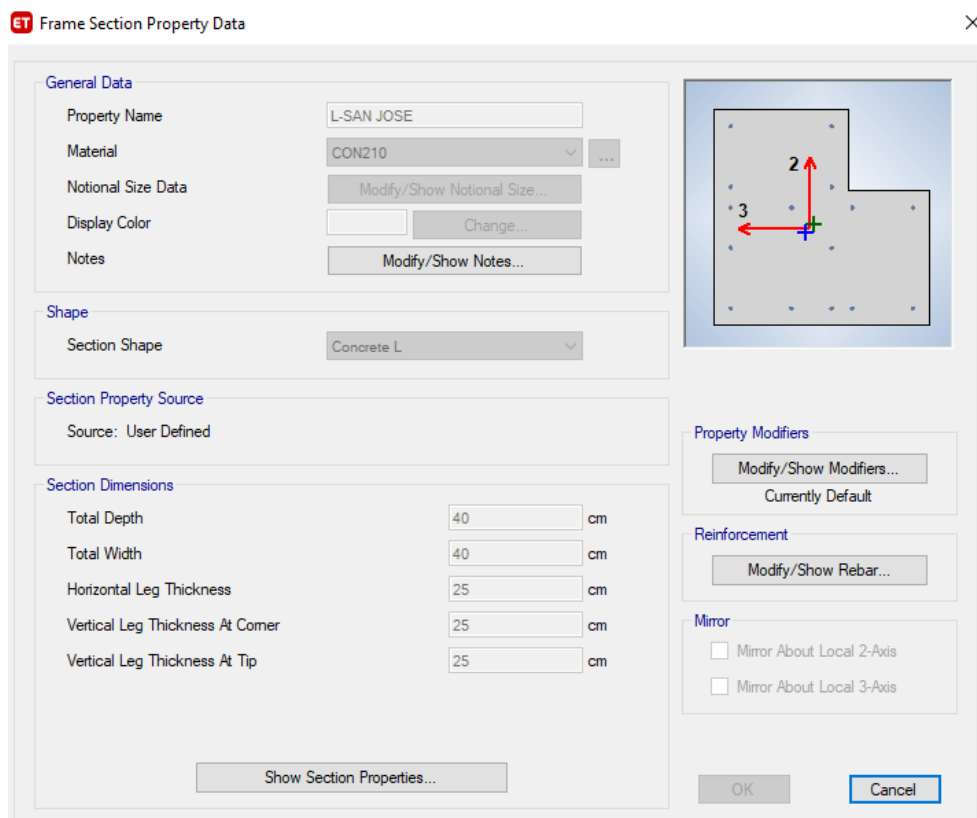 ET Frame Section Property Data
General Data
Property Name L-SAN JOSE
Material CON210 ...
Notional Size Data Modify/Show Notional Size...
Display Color Change...
Notes Modify/Show Notes...
Shape
Section Shape Concrete L
Section Property Source
Source: User Defined
Section Dimensions
Total Depth 40 cm
Total Width 40 cm
Horizontal Leg Thickness 25 cm
Vertical Leg Thickness At Corner 25 cm
Vertical Leg Thickness At Tip 25 cm
Show Section Properties...
2
3
Property Modifiers
Modify/Show Modifiers...
Currently Default
Reinforcement
Modify/Show Rebar...
Mirror
Mirror About Local 2-Axis
Mirror About Local 3-Axis
OK Cancel